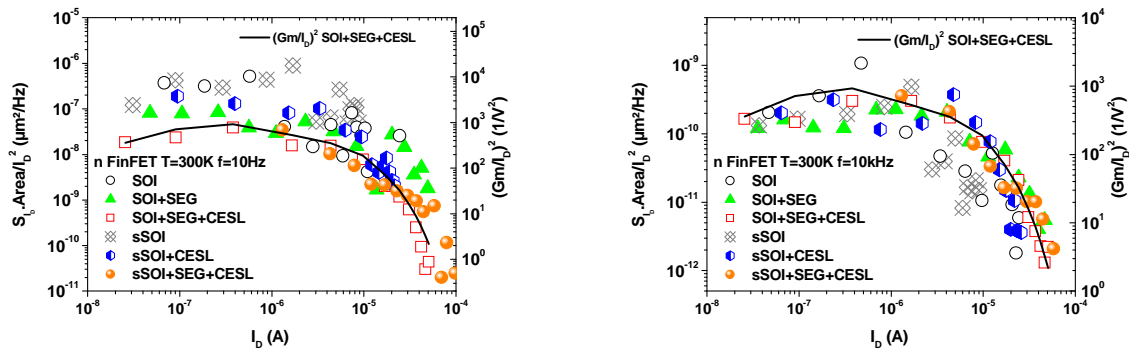 10⁻⁵
10⁻⁶
10⁻⁷
10⁻⁸
10⁻⁹
10⁻¹⁰
10⁻¹¹
S_{I_D}.Area/I_D² (µm²/Hz)
(Gm/I_D)² SOI+SEG+CESL
n FinFET T=300K f=10Hz
SOI
SOI+SEG
SOI+SEG+CESL
sSOI
sSOI+CESL
sSOI+SEG+CESL
10⁵
10⁴
10³
10²
10¹
10⁰
(Gm/I_D)² (1/V²)
10⁻⁸ 10⁻⁷ 10⁻⁶ 10⁻⁵ 10⁻⁴
I_D (A)
10⁻⁹
10⁻¹⁰
10⁻¹¹
10⁻¹²
S_{I_D}.Area/I_D² (µm²/Hz)
(Gm/I_D)² SOI+SEG+CESL
n FinFET T=300K f=10kHz
SOI
SOI+SEG
SOI+SEG+CESL
sSOI
sSOI+CESL
sSOI+SEG+CESL
10⁴
10³
10²
10¹
10⁰
(Gm/I_D)² (1/V²)
10⁻⁸ 10⁻⁷ 10⁻⁶ 10⁻⁵ 10⁻⁴
I_D (A)